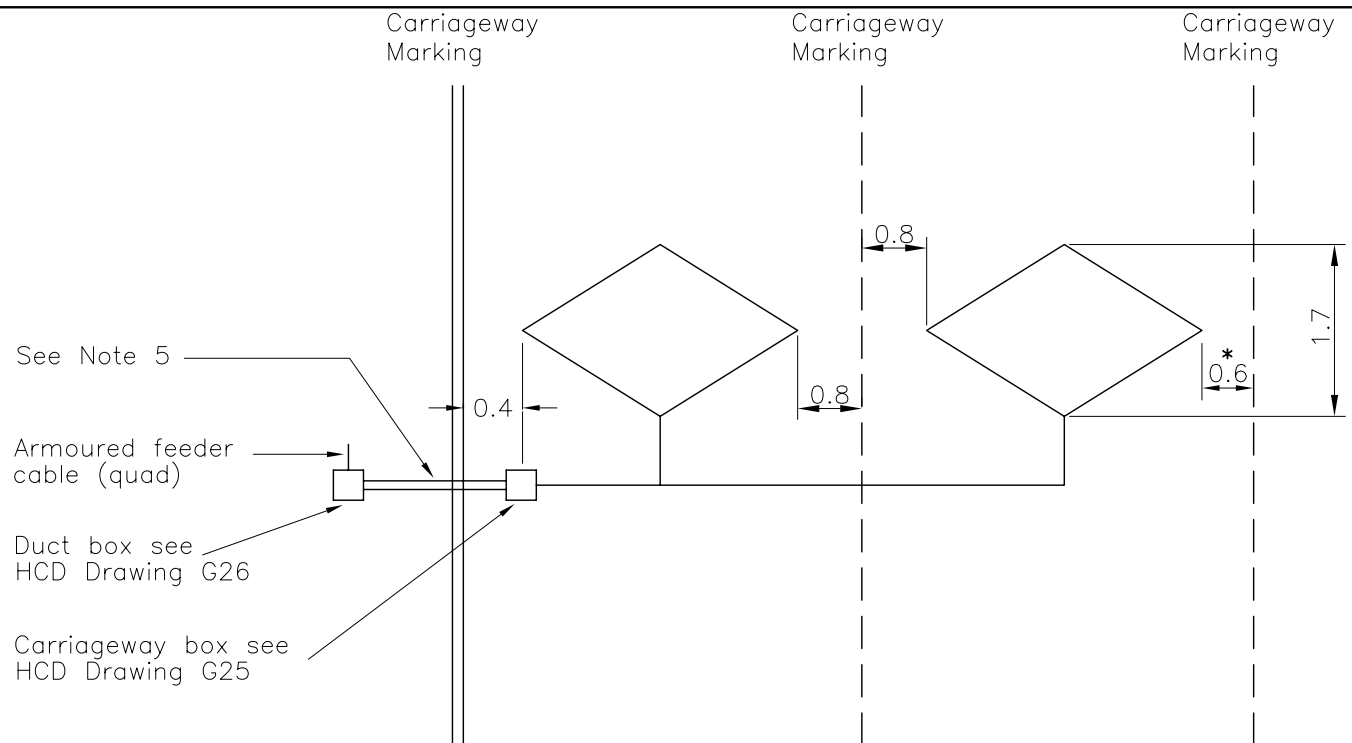 Carriageway
Marking
Carriageway
Marking
Carriageway
Marking
0.8
1.7
See Note 5
*
0.6
0.8
0.4
Armoured feeder
cable (quad)
Duct box see
HCD Drawing G26
Carriageway box see
HCD Drawing G25